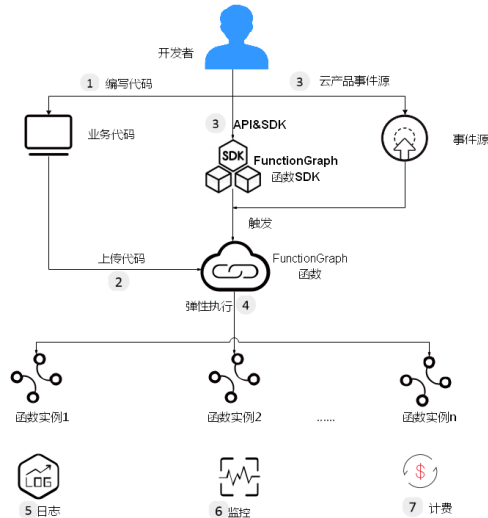 开发者
1 编写代码
3 云产品事件源
3 API&SDK
业务代码
SDK
FunctionGraph
函数SDK
事件源
触发
上传代码
2
FunctionGraph
函数
弹性执行 4
函数实例1
函数实例2
......
函数实例n
LOG
$
5 日志
6 监控
7 计费